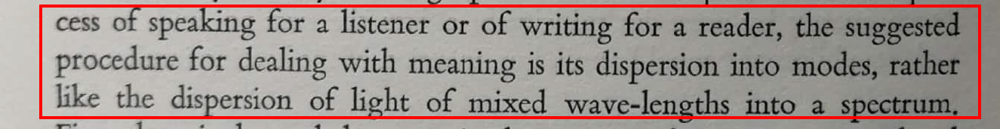 cess of speaking for a listener or of writing for a reader, the suggested
procedure for dealing with meaning is its dispersion into modes, rather
like the dispersion of light of mixed wave-lengths into a spectrum.